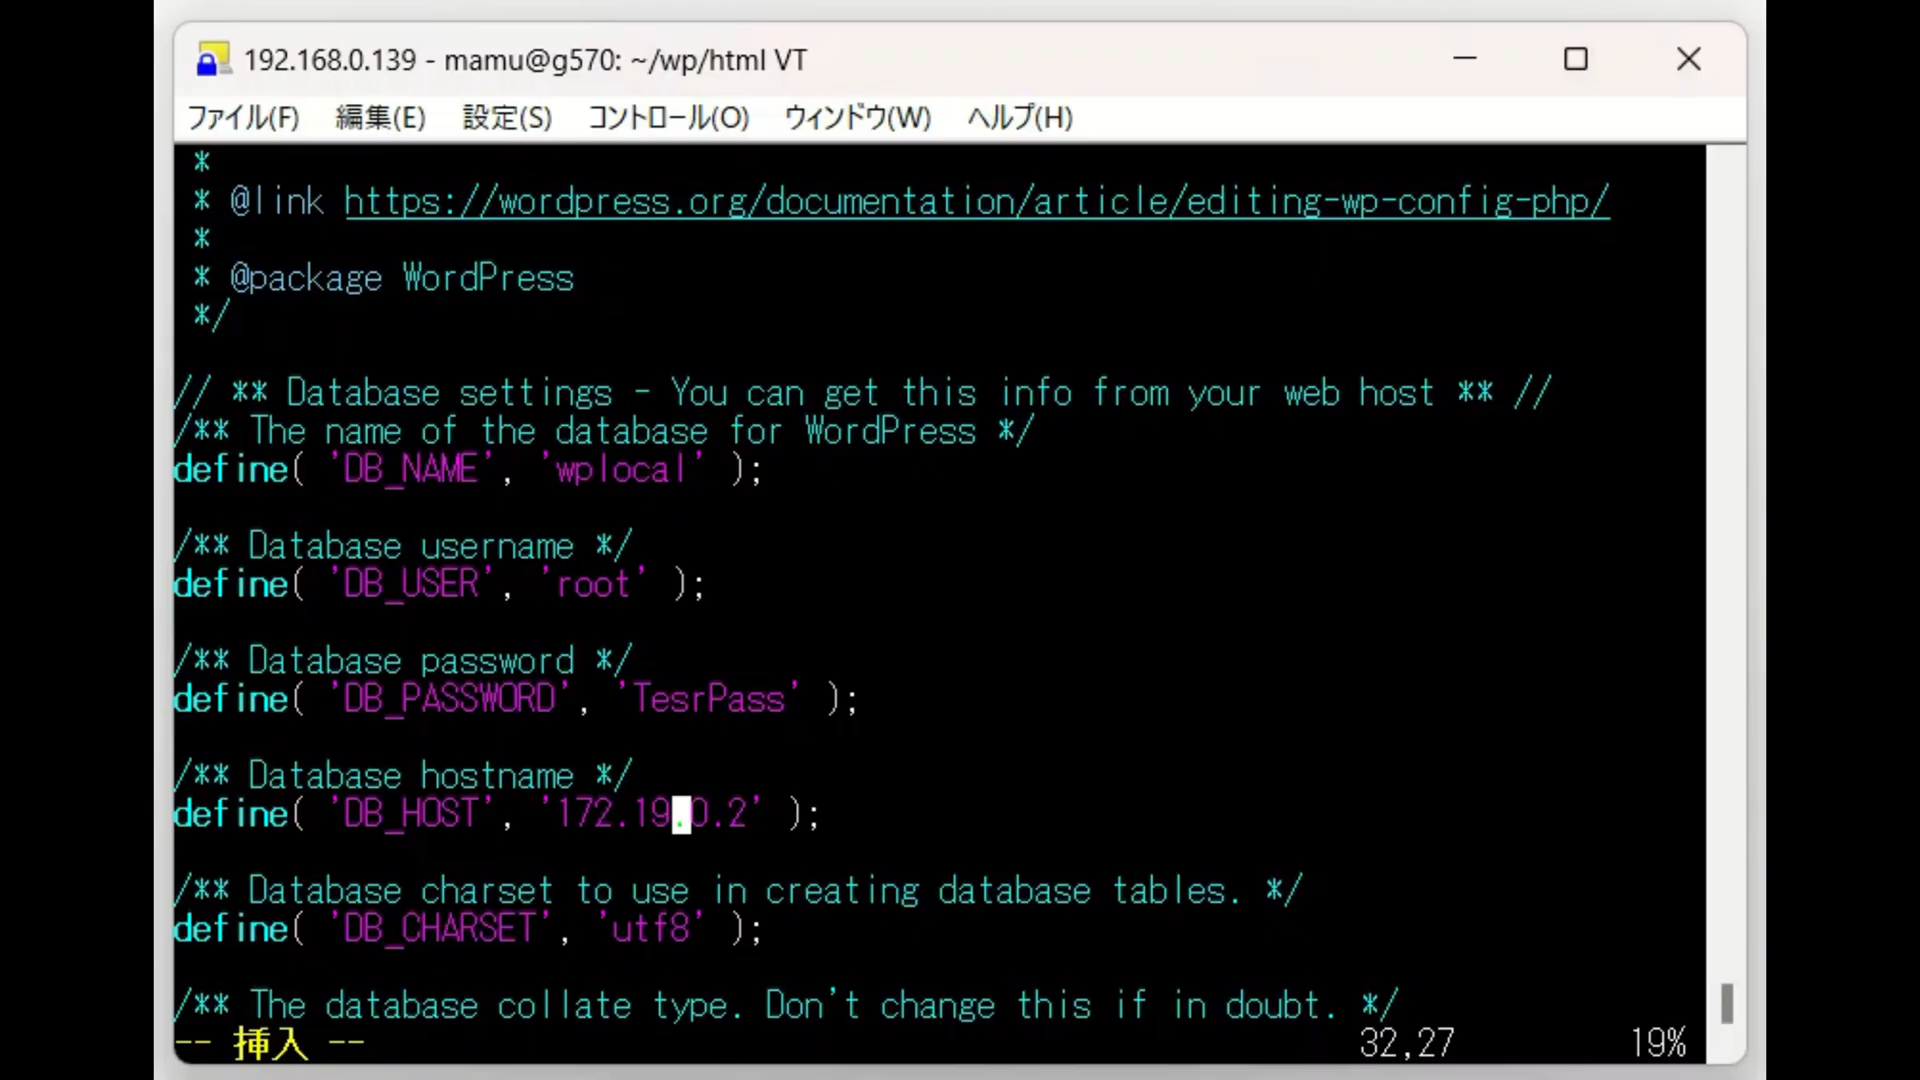 192.168.0.139 - mamu@g570: ~/wp/html VT
ファイル(F) 編集(E) 設定(S) コントロール(O) ウィンドウ(W) ヘルプ(H)
*
* @link https://wordpress.org/documentation/article/editing-wp-config-php/
*
* @package WordPress
*/
// ** Database settings - You can get this info from your web host ** //
/** The name of the database for WordPress */
define( 'DB_NAME', 'wplocal' );
/** Database username */
define( 'DB_USER', 'root' );
/** Database password */
define( 'DB_PASSWORD', 'TesrPass' );
/** Database hostname */
define( 'DB_HOST', '172.19.0.2' );
/** Database charset to use in creating database tables. */
define( 'DB_CHARSET', 'utf8' );
/** The database collate type. Don't change this if in doubt. */
-- 挿入 -- 32,27 19%